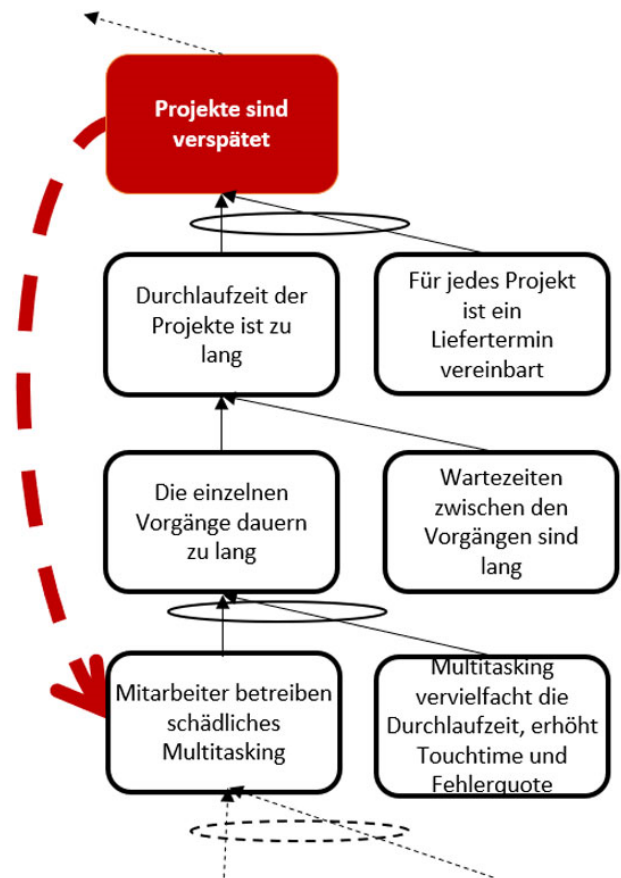 Projekte sind
verspätet
Durchlaufzeit der
Projekte ist zu
lang
Für jedes Projekt
ist ein
Liefertermin
vereinbart
Die einzelnen
Vorgänge dauern
zu lang
Wartezeiten
zwischen den
Vorgängen sind
lang
Mitarbeiter betreiben
schädliches
Multitasking
Multitasking
vervielfacht die
Durchlaufzeit, erhöht
Touchtime und
Fehlerquote